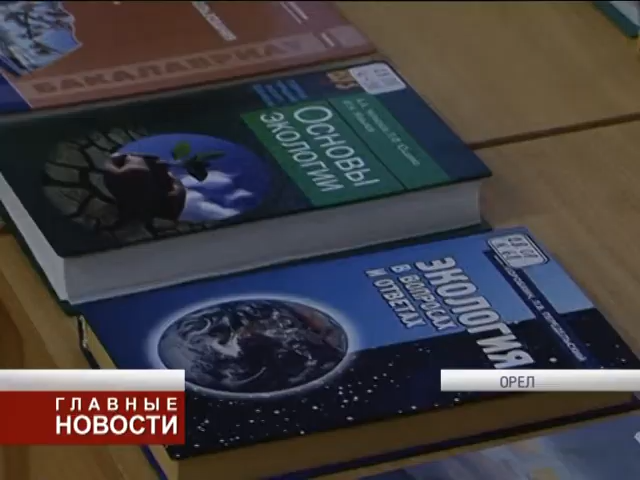 БАКАЛАВРИАТ
ОСНОВЫ
ЭКОЛОГИИ
ЭКОЛОГИЯ
В ВОПРОСАХ
И ОТВЕТАХ
ОРЕЛ
ГЛАВНЫЕ
НОВОСТИ